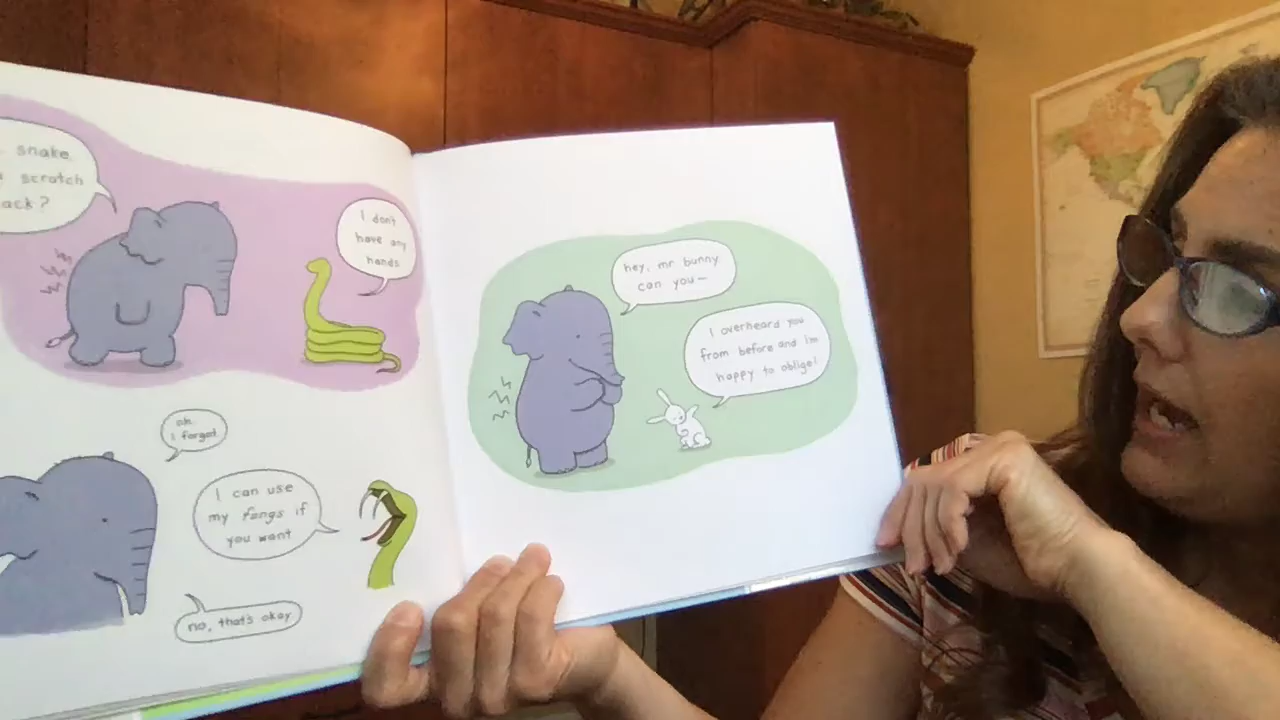 snake
scratch
ack?
I don't
have any
hands
oh.
I forgot
I can use
my fangs if
you want
no, that's okay
hey, mr bunny
can you—
I overheard you
from before and I'm
happy to oblige!